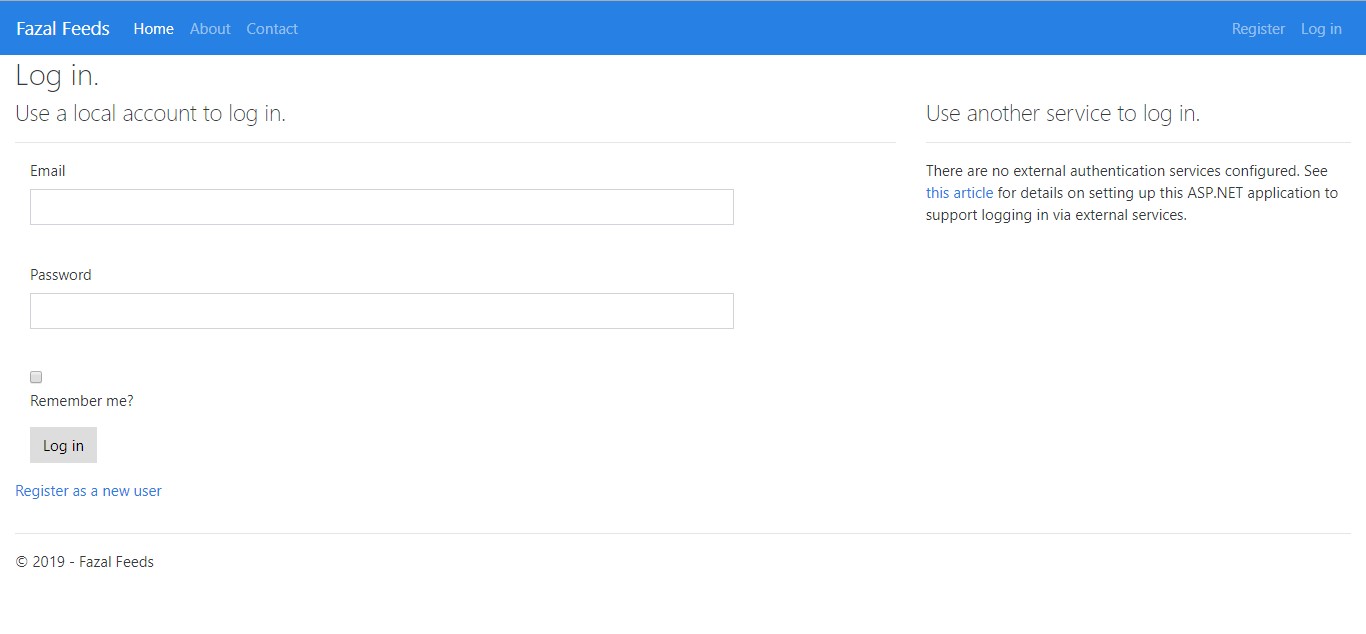 Fazal Feeds Home About Contact Register Log in
Log in.
Use a local account to log in.
Email
Password
Remember me?
Log in
Register as a new user
Use another service to log in.
There are no external authentication services configured. See
this article for details on setting up this ASP.NET application to
support logging in via external services.
© 2019 - Fazal Feeds